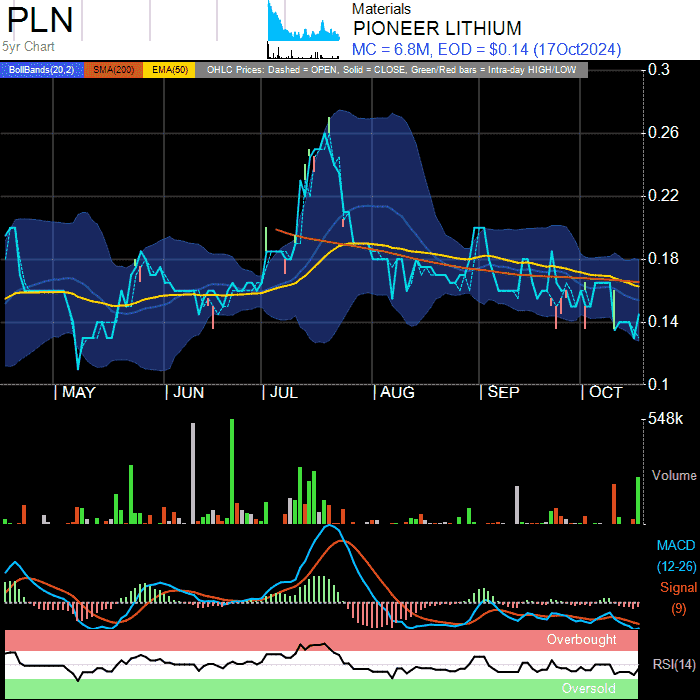 PLN
5yr Chart
Materials
PIONEER LITHIUM
MC = 6.8M, EOD = $0.14 (17Oct2024)
BollBands(20,2) SMA(200) EMA(50) OHLC Prices: Dashed = OPEN, Solid = CLOSE, Green/Red bars = Intra-day HIGH/LOW
0.3
0.26
0.22
0.18
0.14
0.1
MAY JUN JUL AUG SEP OCT
548k
Volume
MACD
(12-26)
Signal
(9)
Overbought
RSI(14)
Oversold